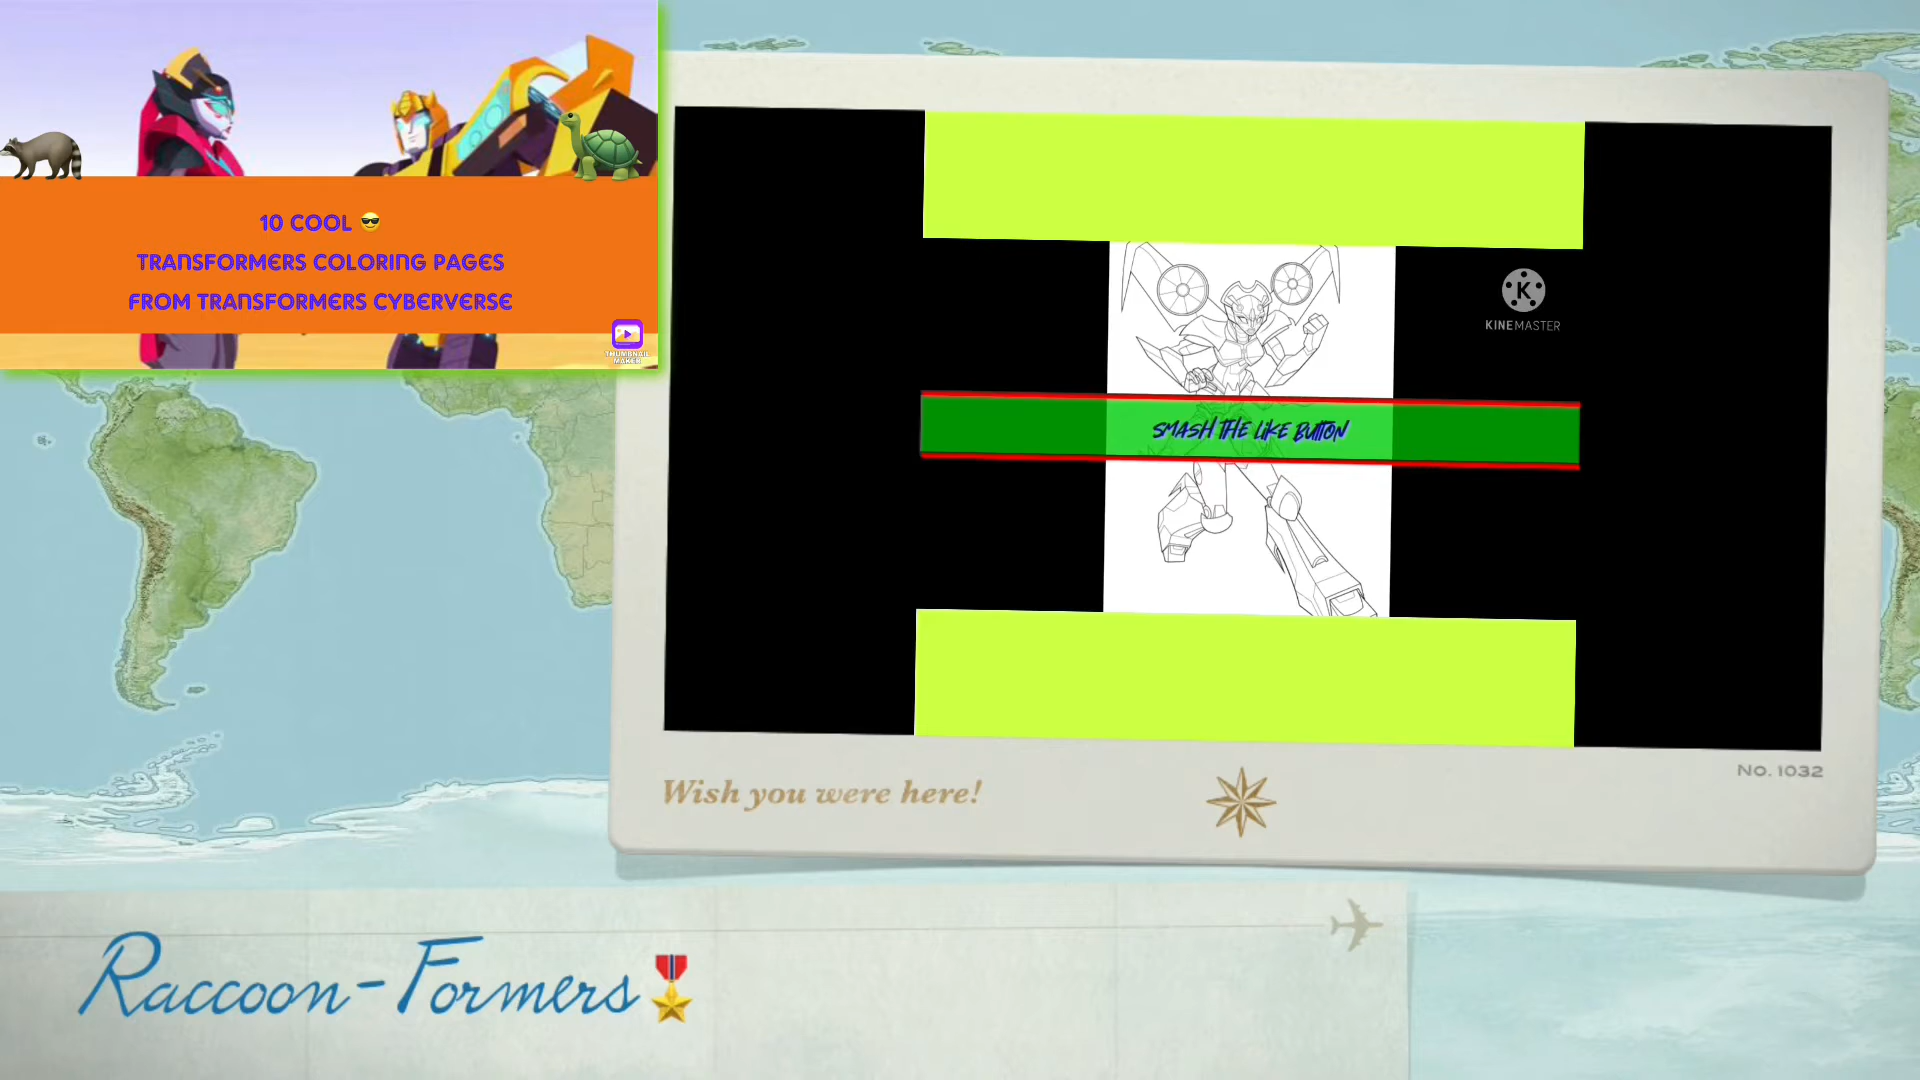 10 COOL 😎
TRANSFORMERS COLORING PAGES
FROM TRANSFORMERS CYBERVERSE
THUMBNAIL
MAKER
K
KINEMASTER
SMASH THE LIKE BUTTON
Wish you were here!
No. 1032
Raccoon-Formers🎖